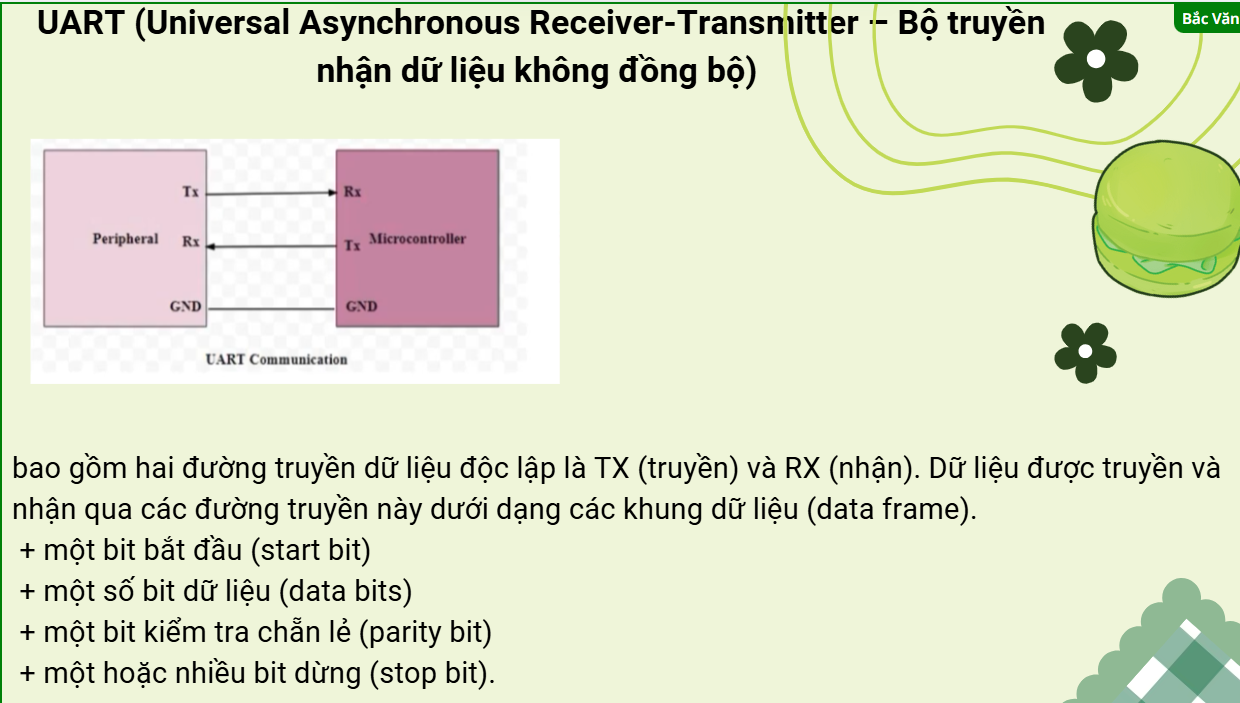 UART (Universal Asynchronous Receiver-Transmitter – Bộ truyền
nhận dữ liệu không đồng bộ)
Bắc Văn
Tx
Rx
Peripheral
Rx
Tx
Microcontroller
GND
GND
UART Communication
bao gồm hai đường truyền dữ liệu độc lập là TX (truyền) và RX (nhận). Dữ liệu được truyền và
nhận qua các đường truyền này dưới dạng các khung dữ liệu (data frame).
+ một bit bắt đầu (start bit)
+ một số bit dữ liệu (data bits)
+ một bit kiểm tra chẵn lẻ (parity bit)
+ một hoặc nhiều bit dừng (stop bit).